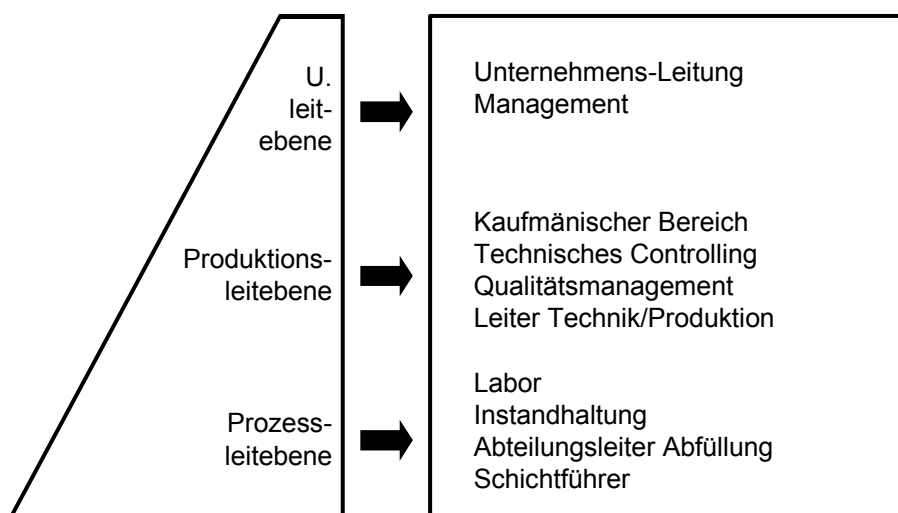 U.
leit-
ebene
Unternehmens-Leitung
Management
Produktions-
leitebene
Kaufmänischer Bereich
Technisches Controlling
Qualitätsmanagement
Leiter Technik/Produktion
Prozess-
leitebene
Labor
Instandhaltung
Abteilungsleiter Abfüllung
Schichtführer